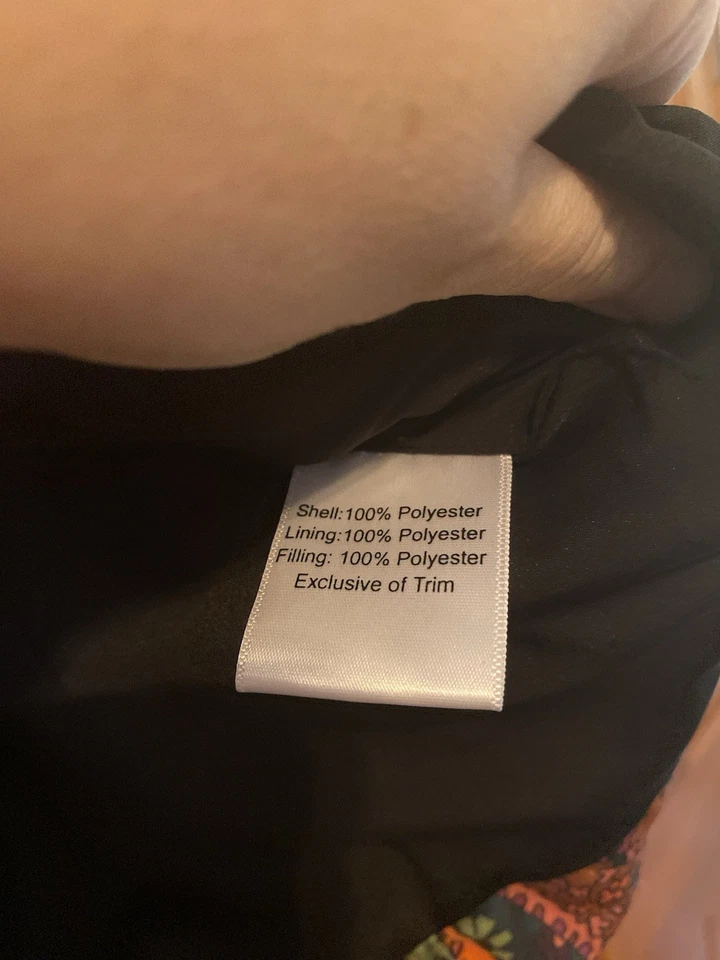 Shell:100% Polyester
Lining:100% Polyester
Filling: 100% Polyester
Exclusive of Trim